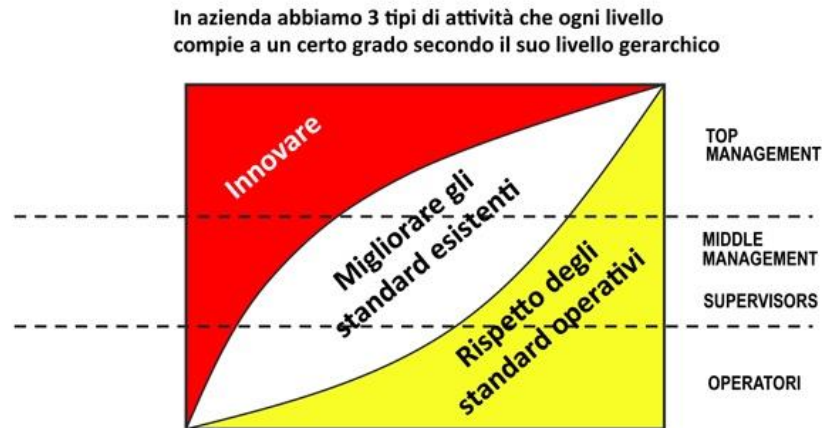 In azienda abbiamo 3 tipi di attività che ogni livello
compie a un certo grado secondo il suo livello gerarchico
Innovare
Migliorare gli
standard esistenti
Rispetto degli
standard operativi
TOP
MANAGEMENT
MIDDLE
MANAGEMENT
SUPERVISORS
OPERATORI